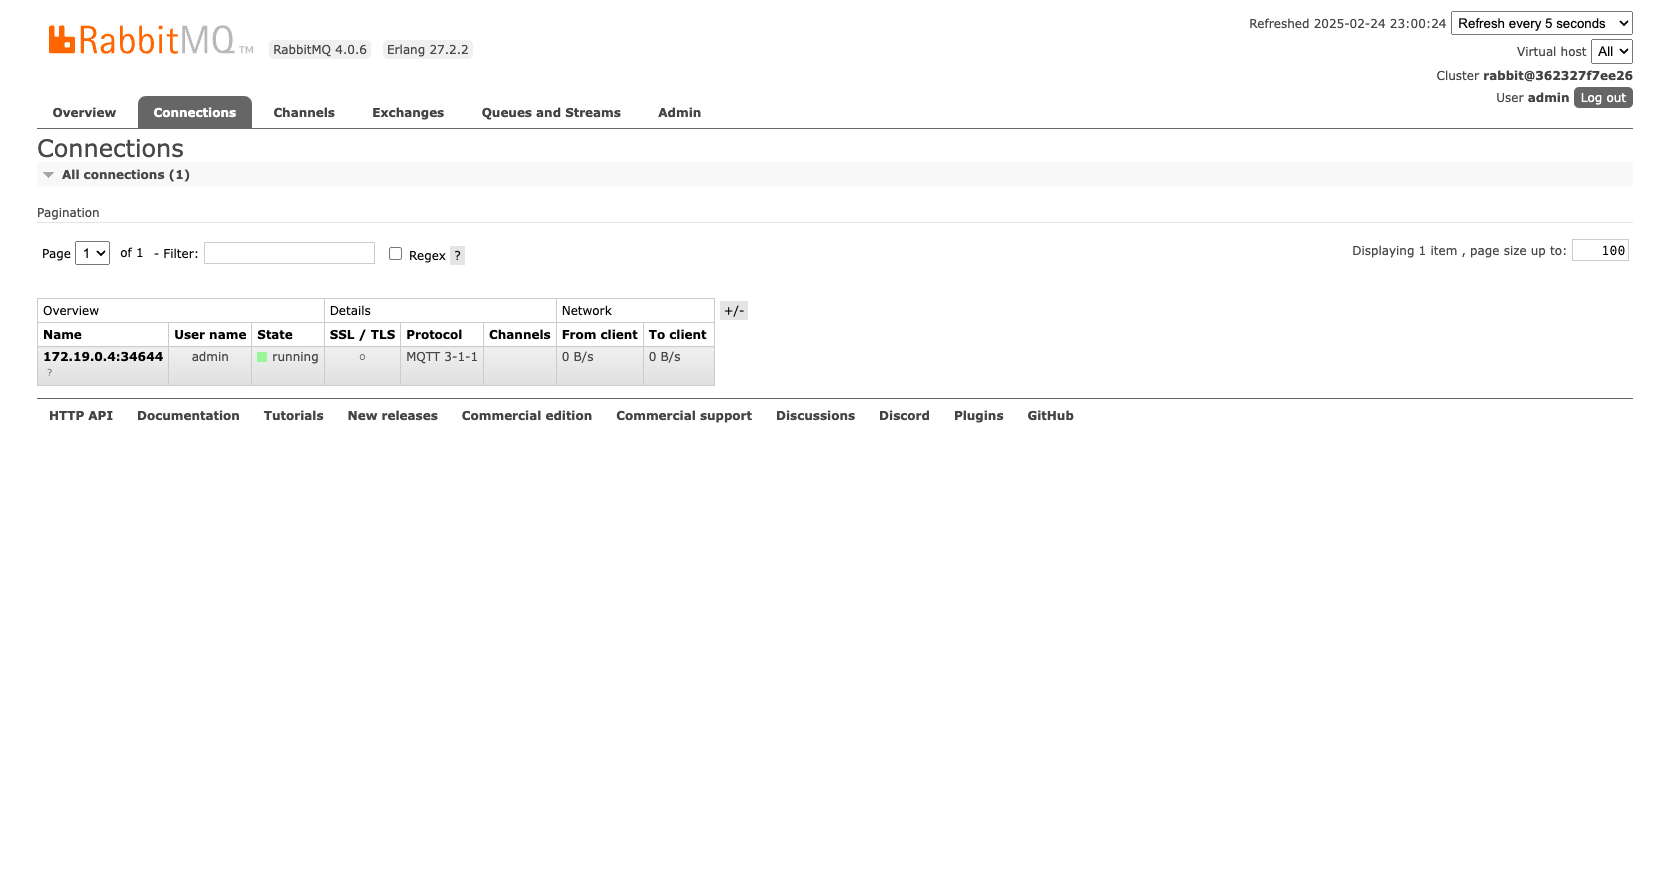 RabbitMQ TM RabbitMQ 4.0.6 Erlang 27.2.2
Refreshed 2025-02-24 23:00:24 Refresh every 5 seconds
Virtual host All
Cluster rabbit@362327f7ee26
User admin Log out
Overview Connections Channels Exchanges Queues and Streams Admin
Connections
All connections (1)
Pagination
Page 1 of 1 - Filter: Regex ? Displaying 1 item , page size up to: 100
Overview Details Network +/-
Name User name State SSL / TLS Protocol Channels From client To client
172.19.0.4:34644 admin running ○ MQTT 3-1-1 0 B/s 0 B/s
?
HTTP API Documentation Tutorials New releases Commercial edition Commercial support Discussions Discord Plugins GitHub